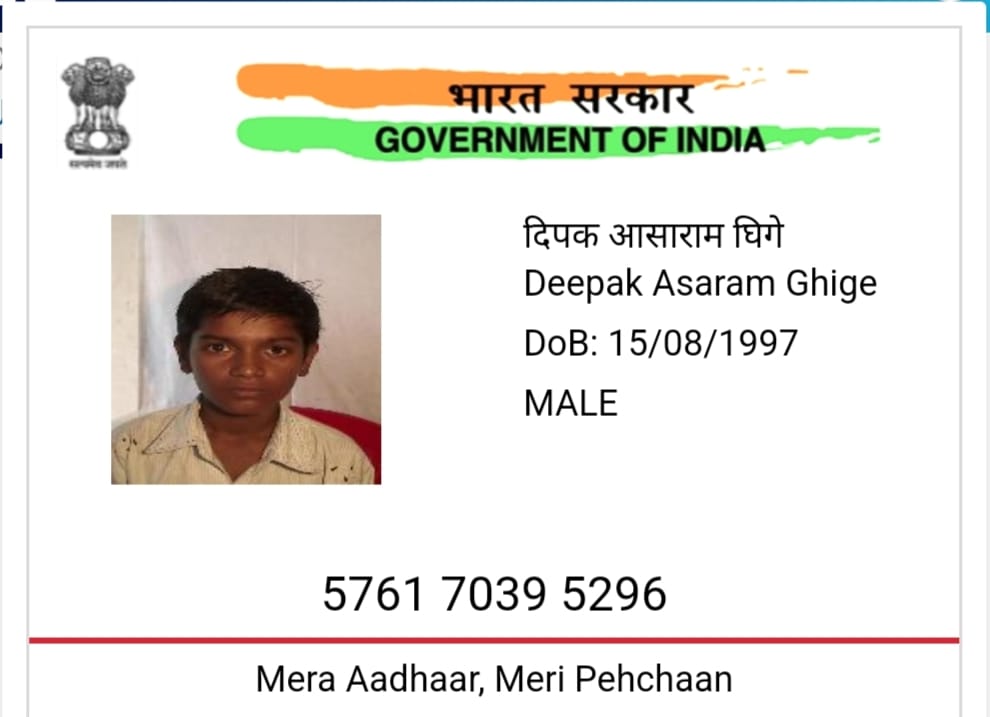 सत्यमेव जयते
भारत सरकार
GOVERNMENT OF INDIA
दिपक आसाराम घिगे
Deepak Asaram Ghige
DoB: 15/08/1997
MALE
5761 7039 5296
Mera Aadhaar, Meri Pehchaan